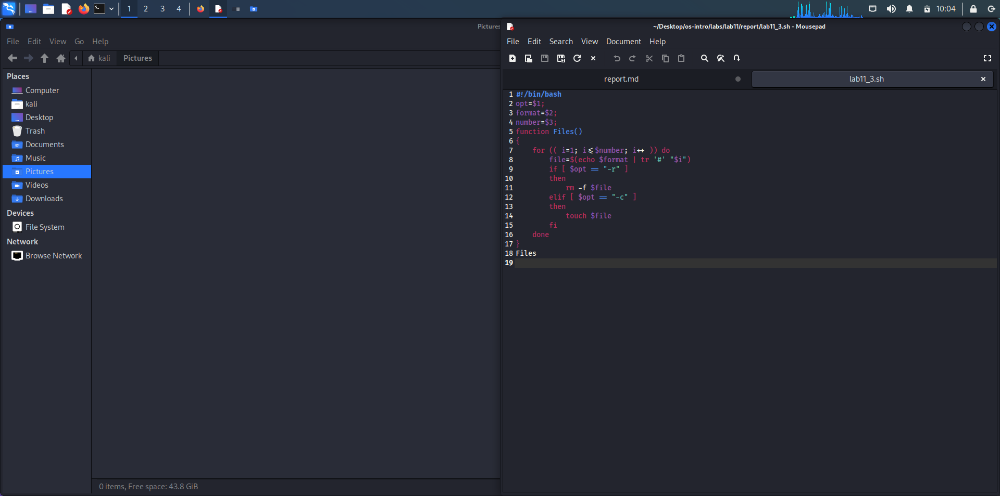 1 2 3 4
10:04
Pictures
File Edit View Go Help
kali Pictures
Places
Computer
kali
Desktop
Trash
Documents
Music
Pictures
Videos
Downloads
Devices
File System
Network
Browse Network
0 items, Free space: 43.8 GiB
~/Desktop/os-intro/labs/lab11/report/lab11_3.sh - Mousepad
File Edit Search View Document Help
report.md lab11_3.sh
1 #!/bin/bash
2 opt=$1;
3 format=$2;
4 number=$3;
5 function Files()
6 {
7     for (( i=1; i<=$number; i++ )) do
8         file=$(echo $format | tr '#' "$i")
9         if [ $opt == "-r" ]
10         then
11             rm -f $file
12         elif [ $opt == "-c" ]
13         then
14             touch $file
15         fi
16     done
17 }
18 Files
19